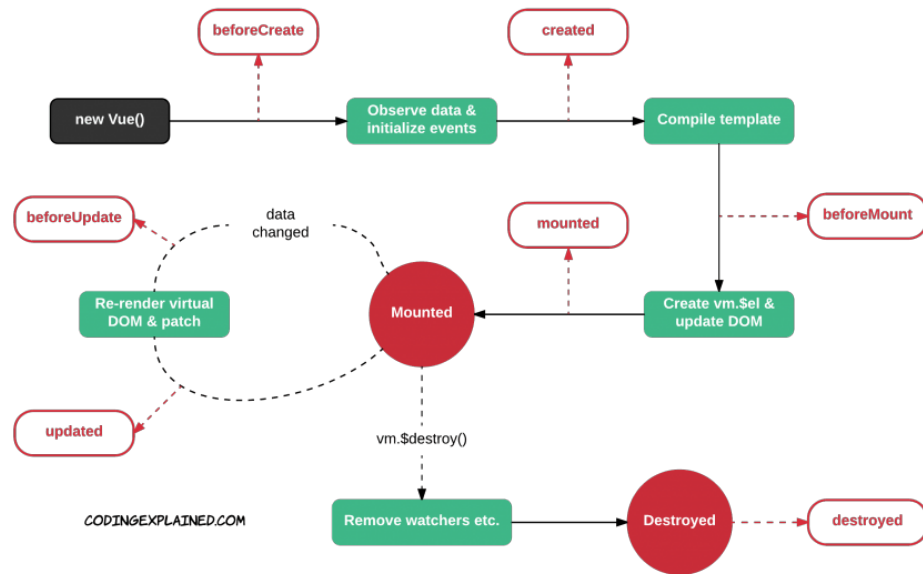 beforeCreate
created
new Vue()
Observe data &
initialize events
Compile template
beforeUpdate
data
changed
mounted
beforeMount
Re-render virtual
DOM & patch
Mounted
Create vm.$el &
update DOM
updated
vm.$destroy()
CODINGEXPLAINED.COM
Remove watchers etc.
Destroyed
destroyed